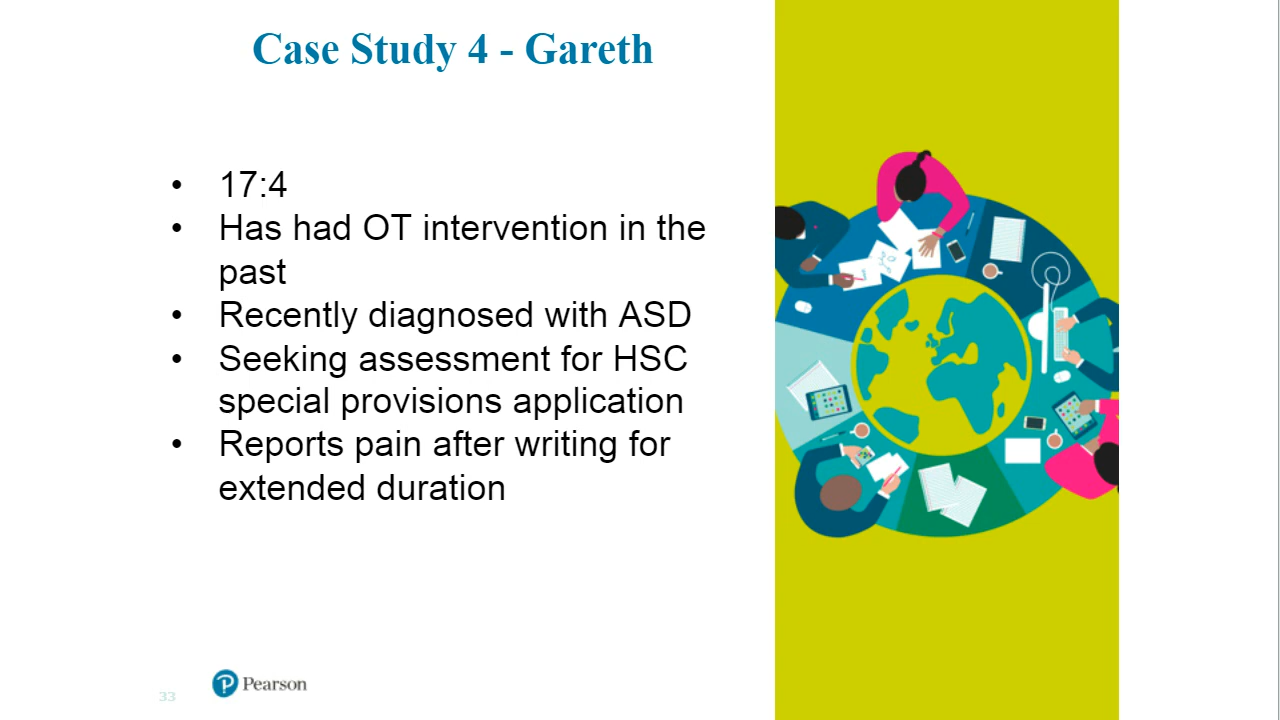 Case Study 4 - Gareth
• 17:4
• Has had OT intervention in the
past
• Recently diagnosed with ASD
• Seeking assessment for HSC
special provisions application
• Reports pain after writing for
extended duration
33
P Pearson